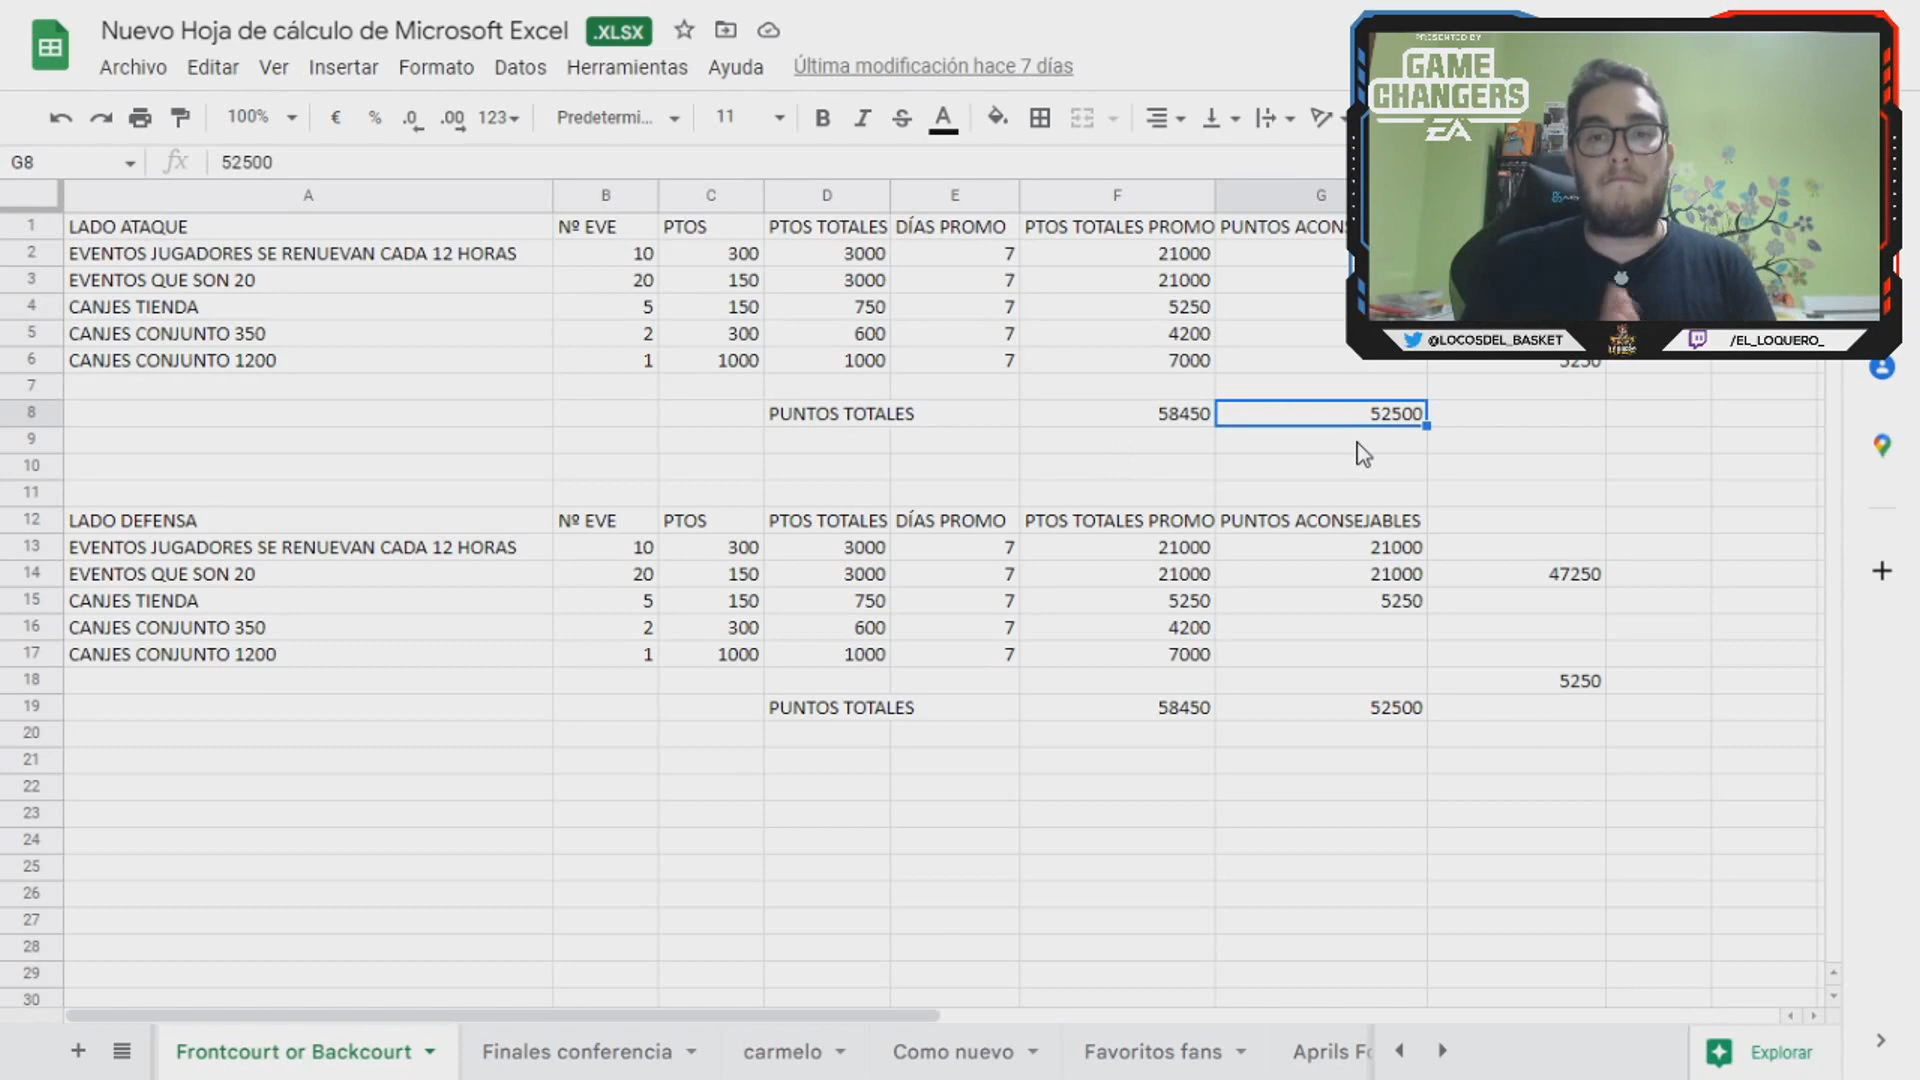 Nuevo Hoja de cálculo de Microsoft Excel .XLSX
Archivo Editar Ver Insertar Formato Datos Herramientas Ayuda Última modificación hace 7 días
100% € % .0 .00 123 Predetermi... 11 B I S A
G8 fx 52500
A B C D E F G
1 LADO ATAQUE Nº EVE PTOS PTOS TOTALES DÍAS PROMO PTOS TOTALES PROMO PUNTOS ACONS
2 EVENTOS JUGADORES SE RENUEVAN CADA 12 HORAS 10 300 3000 7 21000
3 EVENTOS QUE SON 20 20 150 3000 7 21000
4 CANJES TIENDA 5 150 750 7 5250
5 CANJES CONJUNTO 350 2 300 600 7 4200
6 CANJES CONJUNTO 1200 1 1000 1000 7 7000 5250
7
8 PUNTOS TOTALES 58450 52500
9
10
11
12 LADO DEFENSA Nº EVE PTOS PTOS TOTALES DÍAS PROMO PTOS TOTALES PROMO PUNTOS ACONSEJABLES
13 EVENTOS JUGADORES SE RENUEVAN CADA 12 HORAS 10 300 3000 7 21000 21000
14 EVENTOS QUE SON 20 20 150 3000 7 21000 21000 47250
15 CANJES TIENDA 5 150 750 7 5250 5250
16 CANJES CONJUNTO 350 2 300 600 7 4200
17 CANJES CONJUNTO 1200 1 1000 1000 7 7000
18 5250
19 PUNTOS TOTALES 58450 52500
20
21
22
23
24
25
26
27
28
29
30
Frontcourt or Backcourt Finales conferencia carmelo Como nuevo Favoritos fans Aprils Fo Explorar
PRESENTED BY
GAME
CHANGERS
EA
@LOCOSDEL_BASKET /EL_LOQUERO_